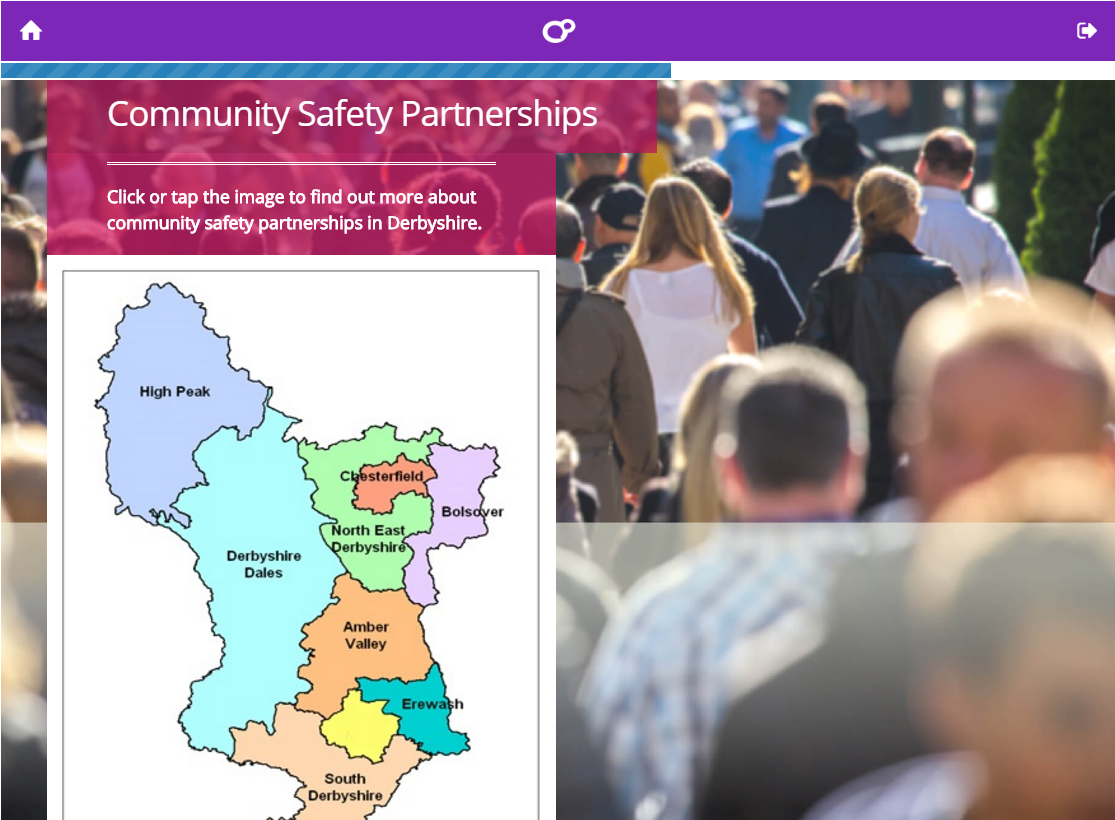 Community Safety Partnerships
Click or tap the image to find out more about
community safety partnerships in Derbyshire.
High Peak
Chesterfield
Bolsover
North East
Derbyshire
Derbyshire
Dales
Amber
Valley
Erewash
South
Derbyshire